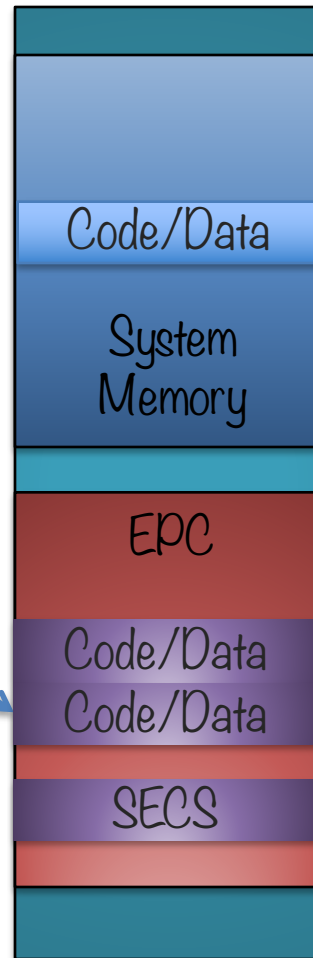 Code/Data
System
Memory
EPC
Code/Data
Code/Data
SECS